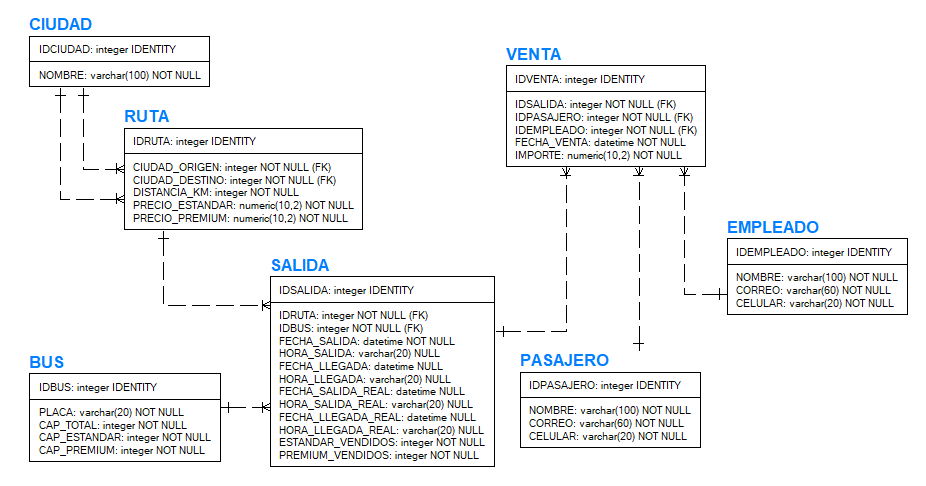 CIUDAD
IDCIUDAD: integer IDENTITY
NOMBRE: varchar(100) NOT NULL
RUTA
IDRUTA: integer IDENTITY
CIUDAD_ORIGEN: integer NOT NULL (FK)
CIUDAD_DESTINO: integer NOT NULL (FK)
DISTANCIA_KM: integer NOT NULL
PRECIO_ESTANDAR: numeric(10,2) NOT NULL
PRECIO_PREMIUM: numeric(10,2) NOT NULL
VENTA
IDVENTA: integer IDENTITY
IDSALIDA: integer NOT NULL (FK)
IDPASAJERO: integer NOT NULL (FK)
IDEMPLEADO: integer NOT NULL (FK)
FECHA_VENTA: datetime NOT NULL
IMPORTE: numeric(10,2) NOT NULL
EMPLEADO
IDEMPLEADO: integer IDENTITY
NOMBRE: varchar(100) NOT NULL
CORREO: varchar(60) NOT NULL
CELULAR: varchar(20) NOT NULL
SALIDA
IDSALIDA: integer IDENTITY
IDRUTA: integer NOT NULL (FK)
IDBUS: integer NOT NULL (FK)
FECHA_SALIDA: datetime NOT NULL
HORA_SALIDA: varchar(20) NULL
FECHA_LLEGADA: datetime NULL
HORA_LLEGADA: varchar(20) NULL
FECHA_SALIDA_REAL: datetime NULL
HORA_SALIDA_REAL: varchar(20) NULL
FECHA_LLEGADA_REAL: datetime NULL
HORA_LLEGADA_REAL: varchar(20) NULL
ESTANDAR_VENDIDOS: integer NOT NULL
PREMIUM_VENDIDOS: integer NOT NULL
BUS
IDBUS: integer IDENTITY
PLACA: varchar(20) NOT NULL
CAP_TOTAL: integer NOT NULL
CAP_ESTANDAR: integer NOT NULL
CAP_PREMIUM: integer NOT NULL
PASAJERO
IDPASAJERO: integer IDENTITY
NOMBRE: varchar(100) NOT NULL
CORREO: varchar(60) NOT NULL
CELULAR: varchar(20) NOT NULL